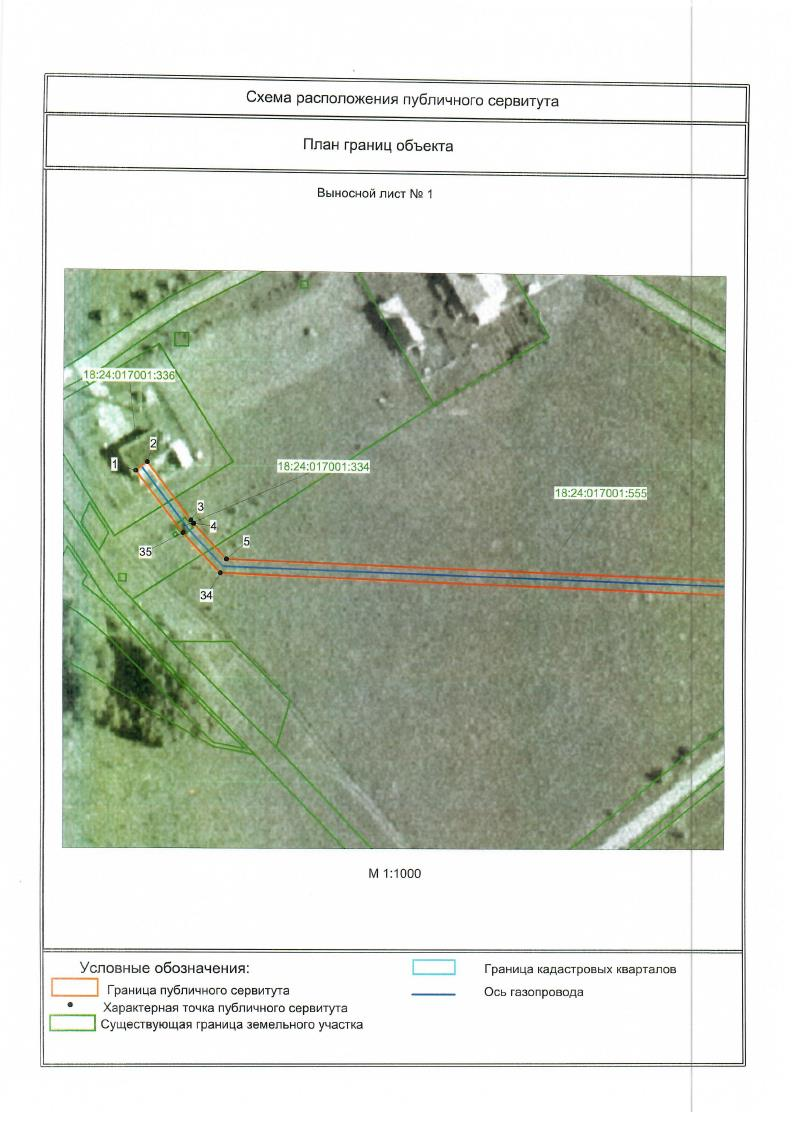 Схема расположения публичного сервитута
План границ объекта
Выносной лист № 1
18:24:017001:336
2
1
18:24:017001:334
18:24:017001:555
3
4
5
35
34
М 1:1000
Условные обозначения:
Граница публичного сервитута
Характерная точка публичного сервитута
Существующая граница земельного участка
Граница кадастровых кварталов
Ось газопровода